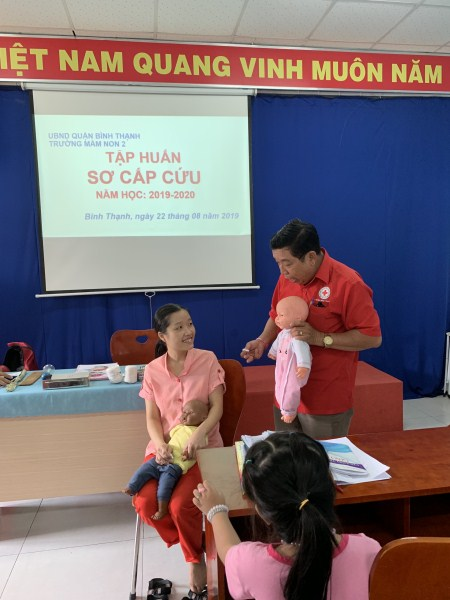 IỆT NAM QUANG VINH MUÔN NĂM
UBND QUẬN BÌNH THẠNH
TRƯỜNG MẦM NON 2
TẬP HUẤN
SƠ CẤP CỨU
NĂM HỌC: 2019-2020
Bình Thạnh, ngày 22 tháng 08 năm 2019